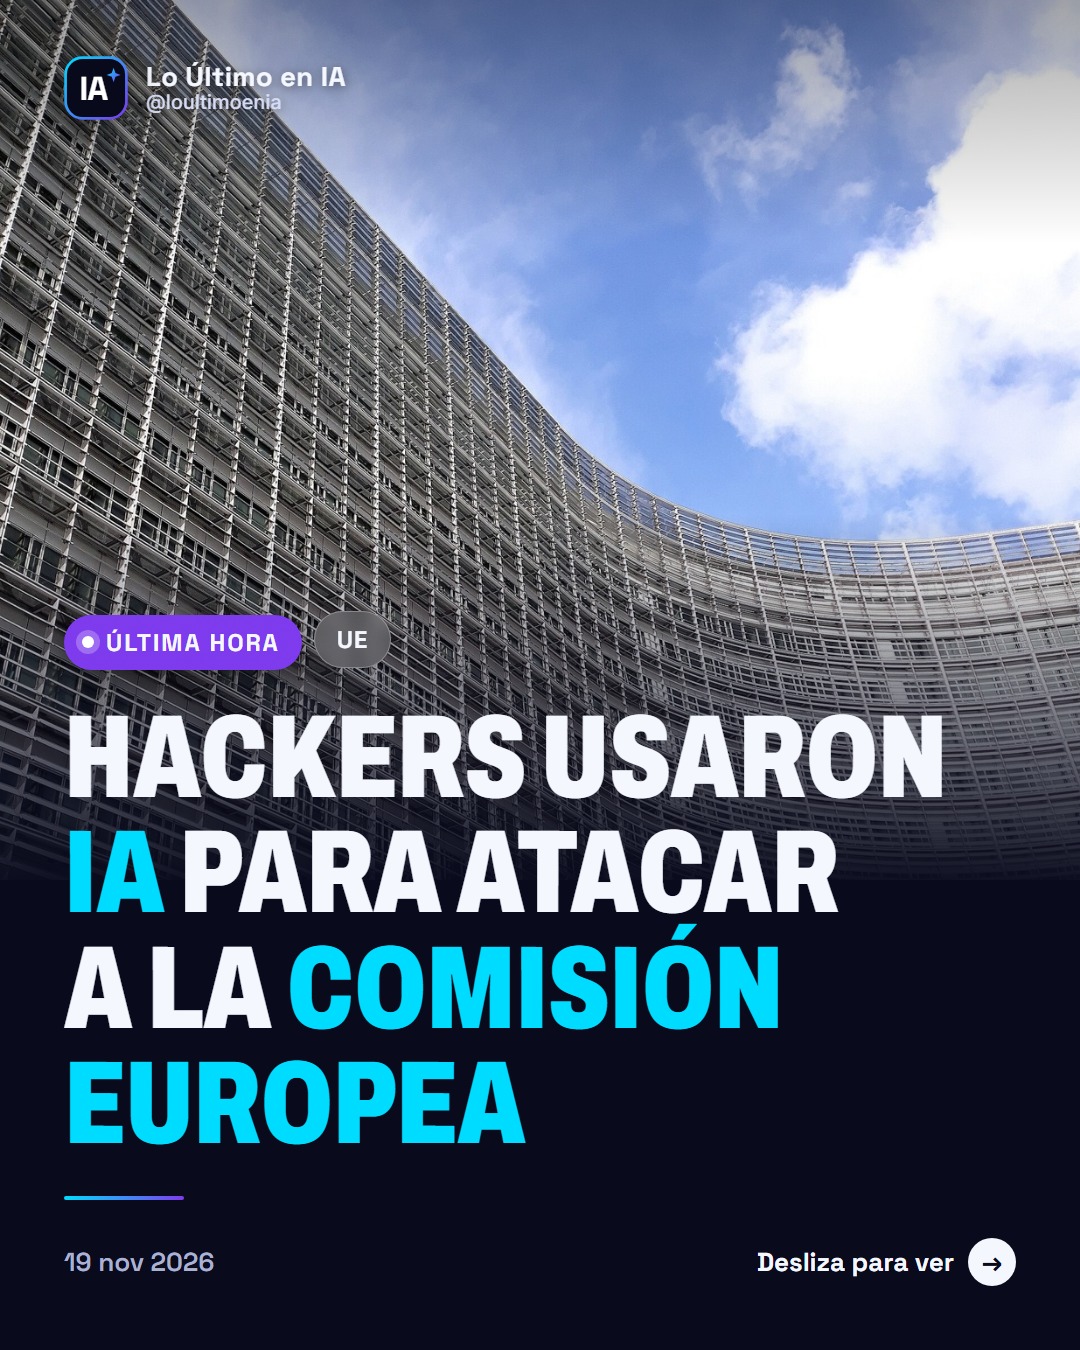 IA
Lo Último en IA
@loultimoenia
ÚLTIMA HORA
UE
HACKERS USARON
IA PARA ATACAR
A LA COMISIÓN
EUROPEA
19 nov 2026
Desliza para ver →